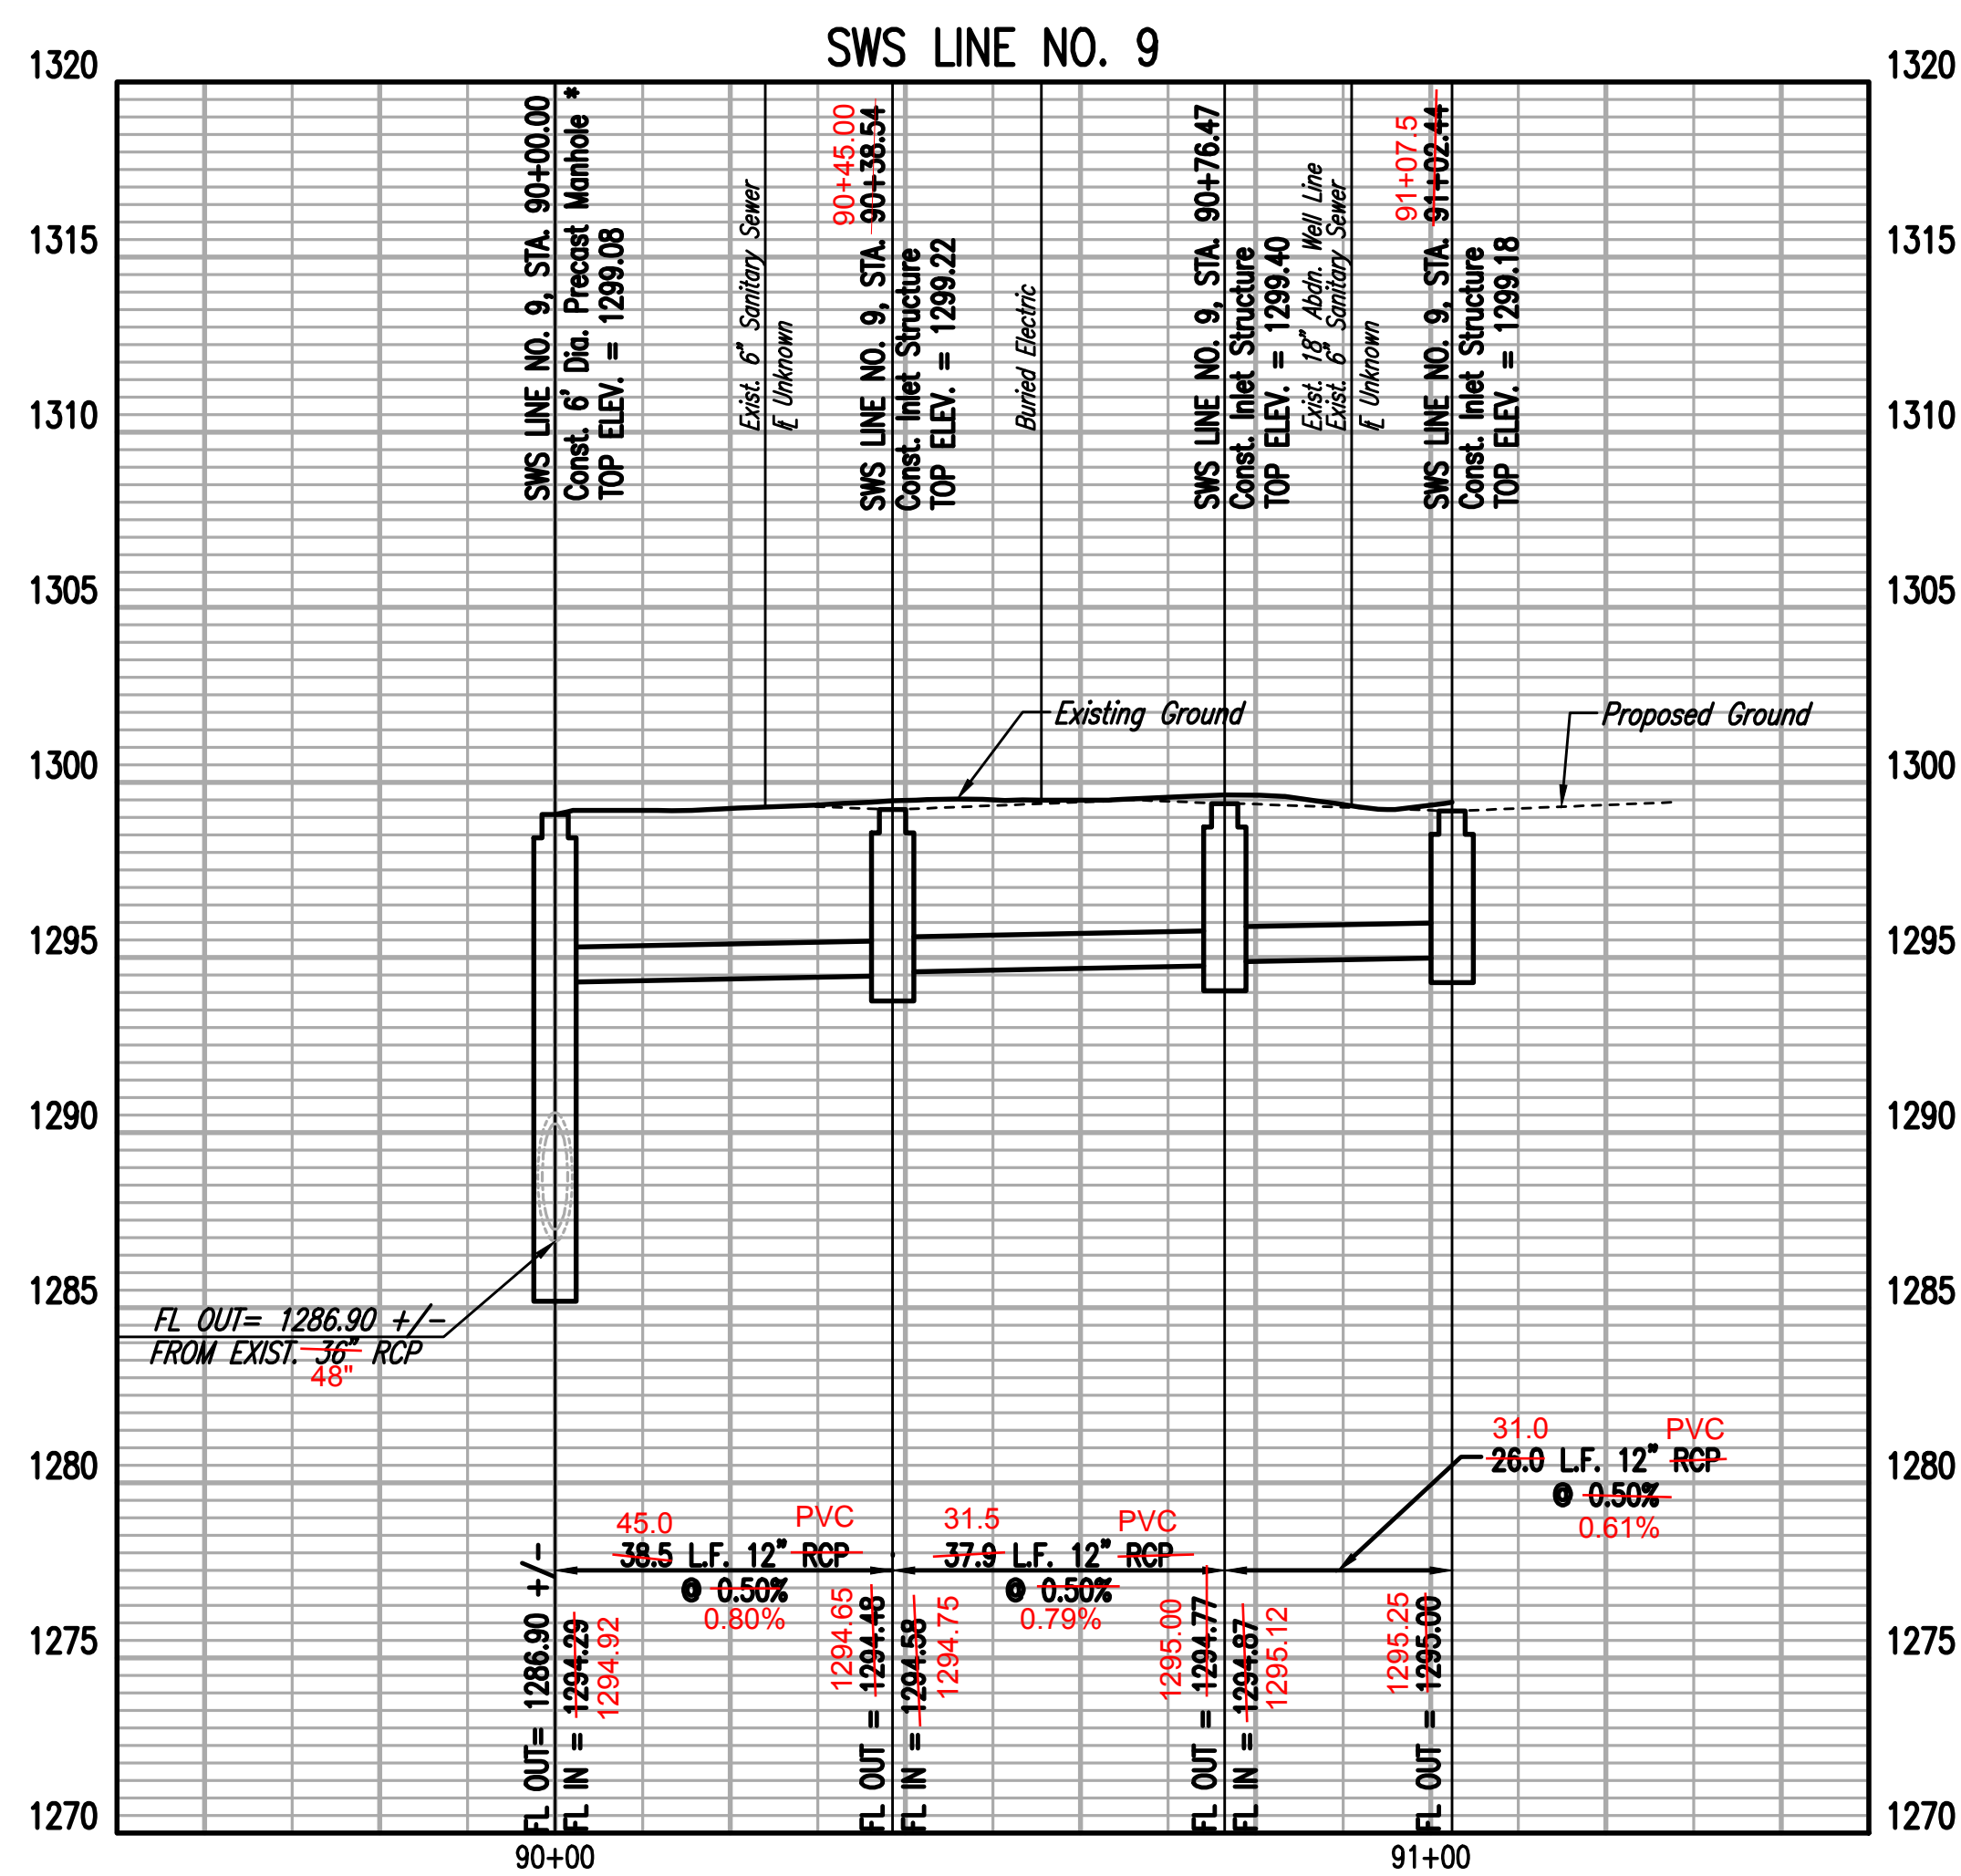 SWS LINE NO. 9
1320
1315
1310
1305
1300
1295
1290
1285
1280
1275
1270
1320
1315
1310
1305
1300
1295
1290
1285
1280
1275
1270
SWS LINE NO. 9, STA. 90+00.00
Const. 6' Dia. Precast Manhole *
TOP ELEV. = 1299.08
Exist. 6" Sanitary Sewer
℄ Unknown
90+45.00
SWS LINE NO. 9, STA. 90+38.54
Const. Inlet Structure
TOP ELEV. = 1299.22
Buried Electric
SWS LINE NO. 9, STA. 90+76.47
Const. Inlet Structure
TOP ELEV. = 1299.40
Exist. 18" Abdn. Well Line
Exist. 6" Sanitary Sewer
℄ Unknown
91+07.5
SWS LINE NO. 9, STA. 91+02.44
Const. Inlet Structure
TOP ELEV. = 1299.18
Existing Ground
Proposed Ground
FL OUT= 1286.90 +/-
FROM EXIST. 36" RCP
48"
31.0 PVC
26.0 L.F. 12" RCP
@ 0.50%
0.61%
45.0 PVC
38.5 L.F. 12" RCP
@ 0.50%
0.80%
31.5 PVC
37.9 L.F. 12" RCP
@ 0.50%
0.79%
FL OUT= 1286.90 +/-
FL IN = 1294.29
1294.92
1294.65
FL OUT = 1294.48
FL IN = 1294.58
1294.75
1295.00
FL OUT = 1294.77
FL IN = 1294.87
1295.12
1295.25
FL OUT = 1295.00
90+00
91+00